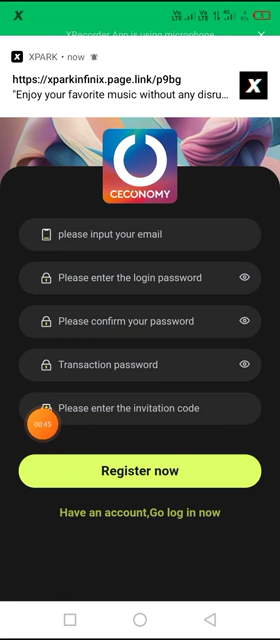 XRecorder App is using microphone
XPARK • now
https://xparkinfinix.page.link/p9bg
"Enjoy your favorite music without any disru...
CECONOMY
please input your email
Please enter the login password
Please confirm your password
Transaction password
Please enter the invitation code
00:45
Register now
Have an account,Go log in now